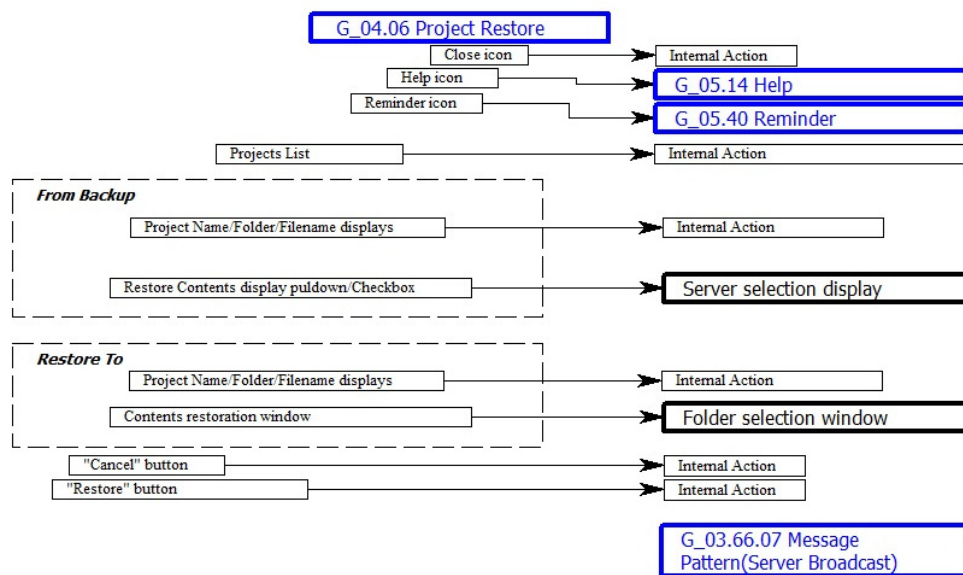 G_04.06 Project Restore
Close icon
Internal Action
Help icon
G_05.14 Help
Reminder icon
G_05.40 Reminder
Projects List
Internal Action
From Backup
Project Name/Folder/Filename displays
Internal Action
Restore Contents display puldown/Checkbox
Server selection display
Restore To
Project Name/Folder/Filename displays
Internal Action
Contents restoration window
Folder selection window
"Cancel" button
Internal Action
"Restore" button
Internal Action
G_03.66.07 Message
Pattern(Server Broadcast)